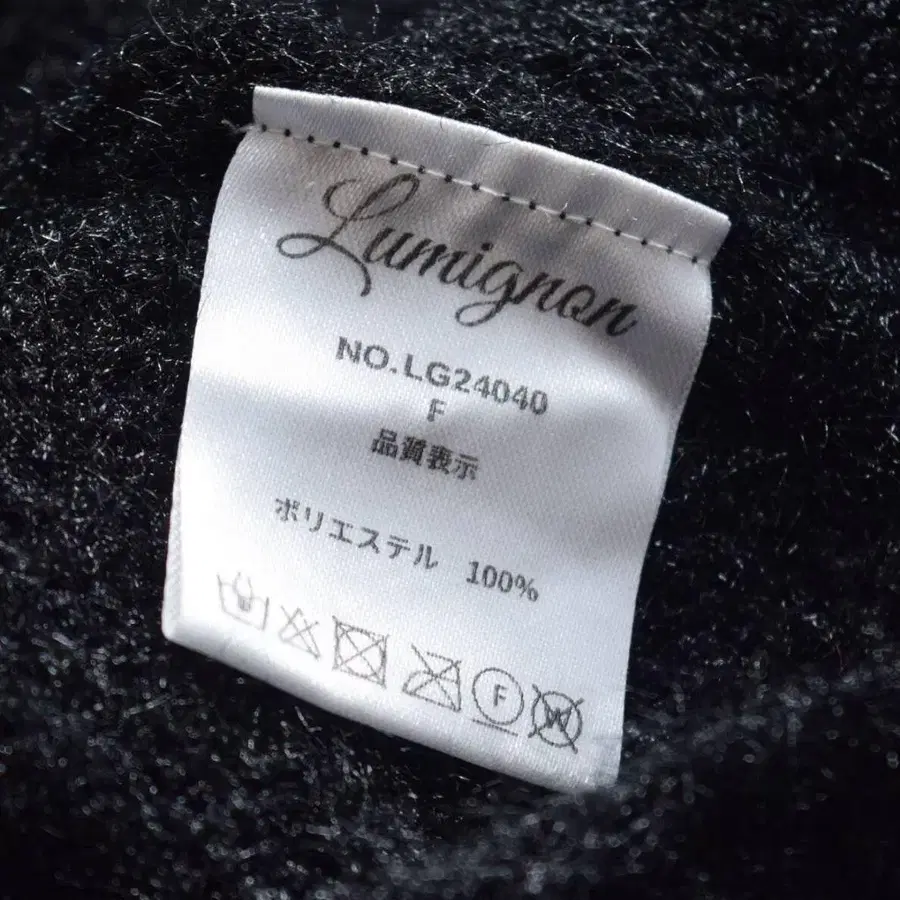 Lumignon
NO.LG24040
F
品質表示
ポリエステル 100%
F W